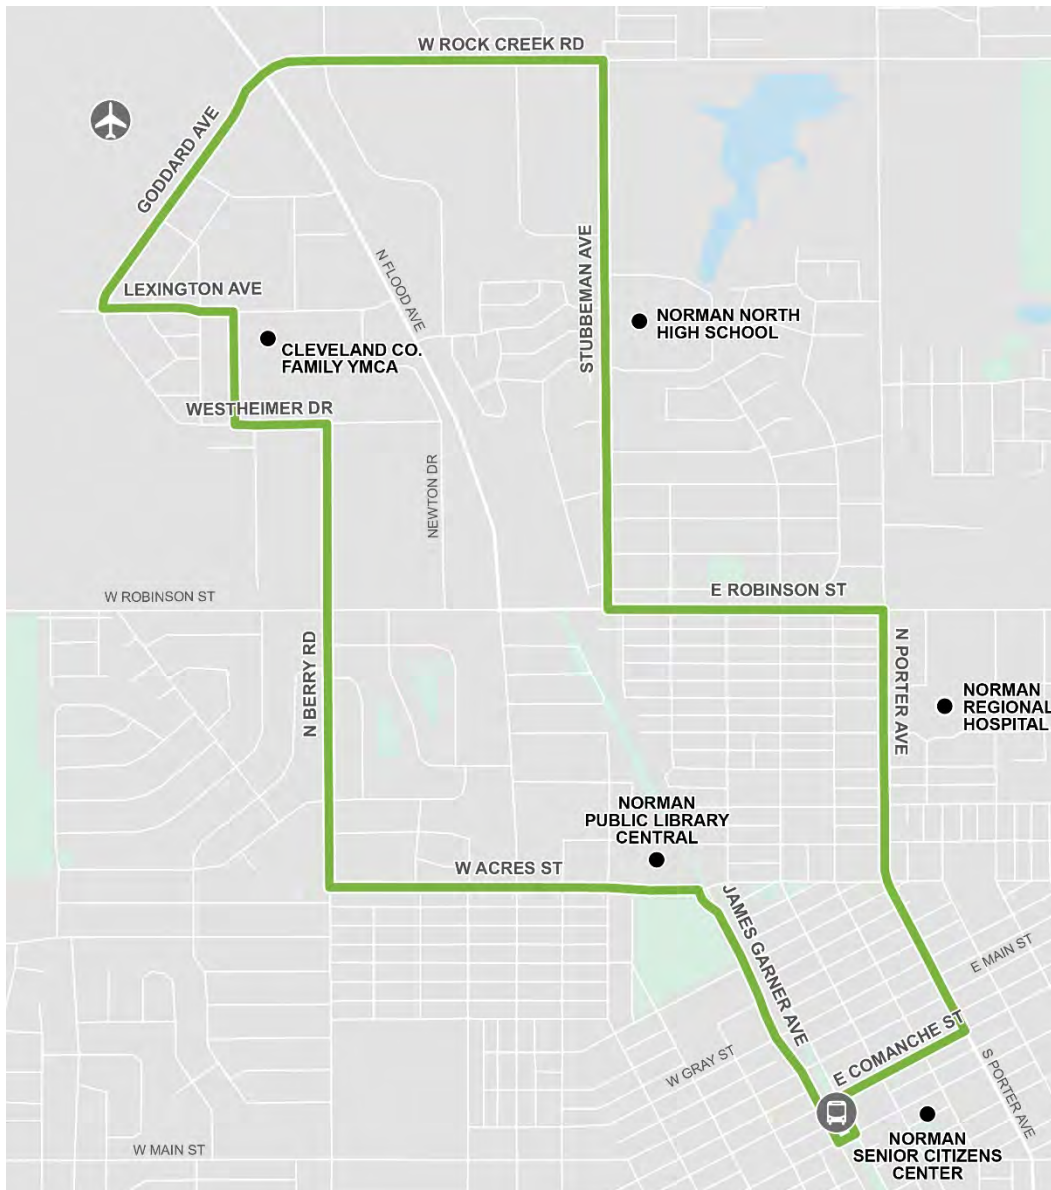 W ROCK CREEK RD
GODDARD AVE
LEXINGTON AVE
N FLOOD AVE
STUBBEMAN AVE
NORMAN NORTH
HIGH SCHOOL
CLEVELAND CO.
FAMILY YMCA
WESTHEIMER DR
NEWTON DR
W ROBINSON ST
E ROBINSON ST
N BERRY RD
N PORTER AVE
NORMAN
REGIONAL
HOSPITAL
NORMAN
PUBLIC LIBRARY
CENTRAL
W ACRES ST
JAMES GARNER AVE
E MAIN ST
W GRAY ST
E COMANCHE ST
S PORTER AVE
W MAIN ST
NORMAN
SENIOR CITIZENS
CENTER